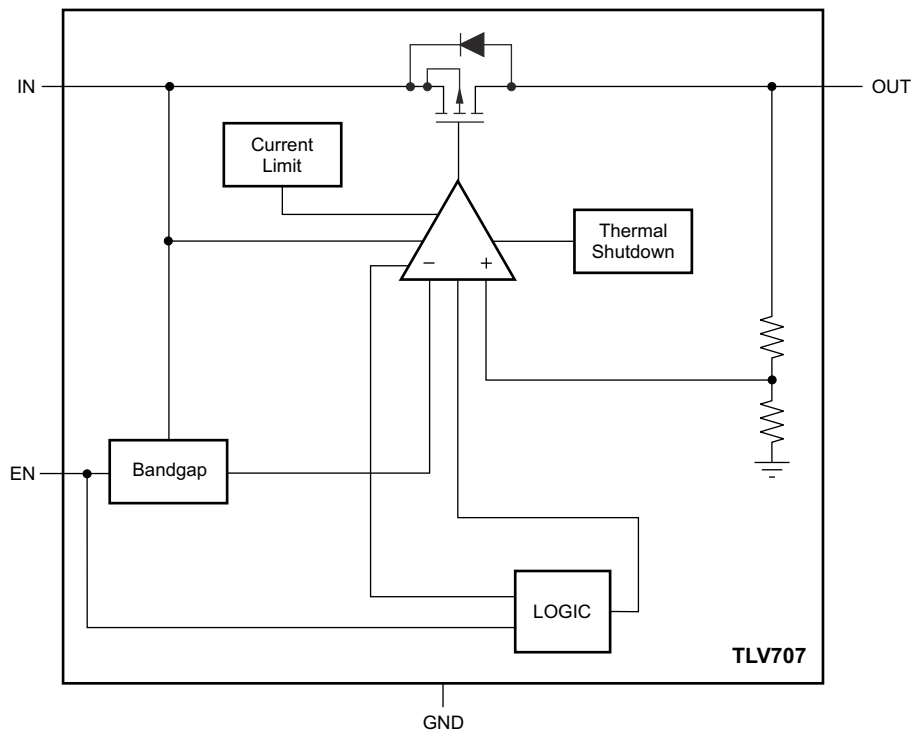 IN
OUT
Current
Limit
Thermal
Shutdown
−
+
EN
Bandgap
LOGIC
TLV707
GND